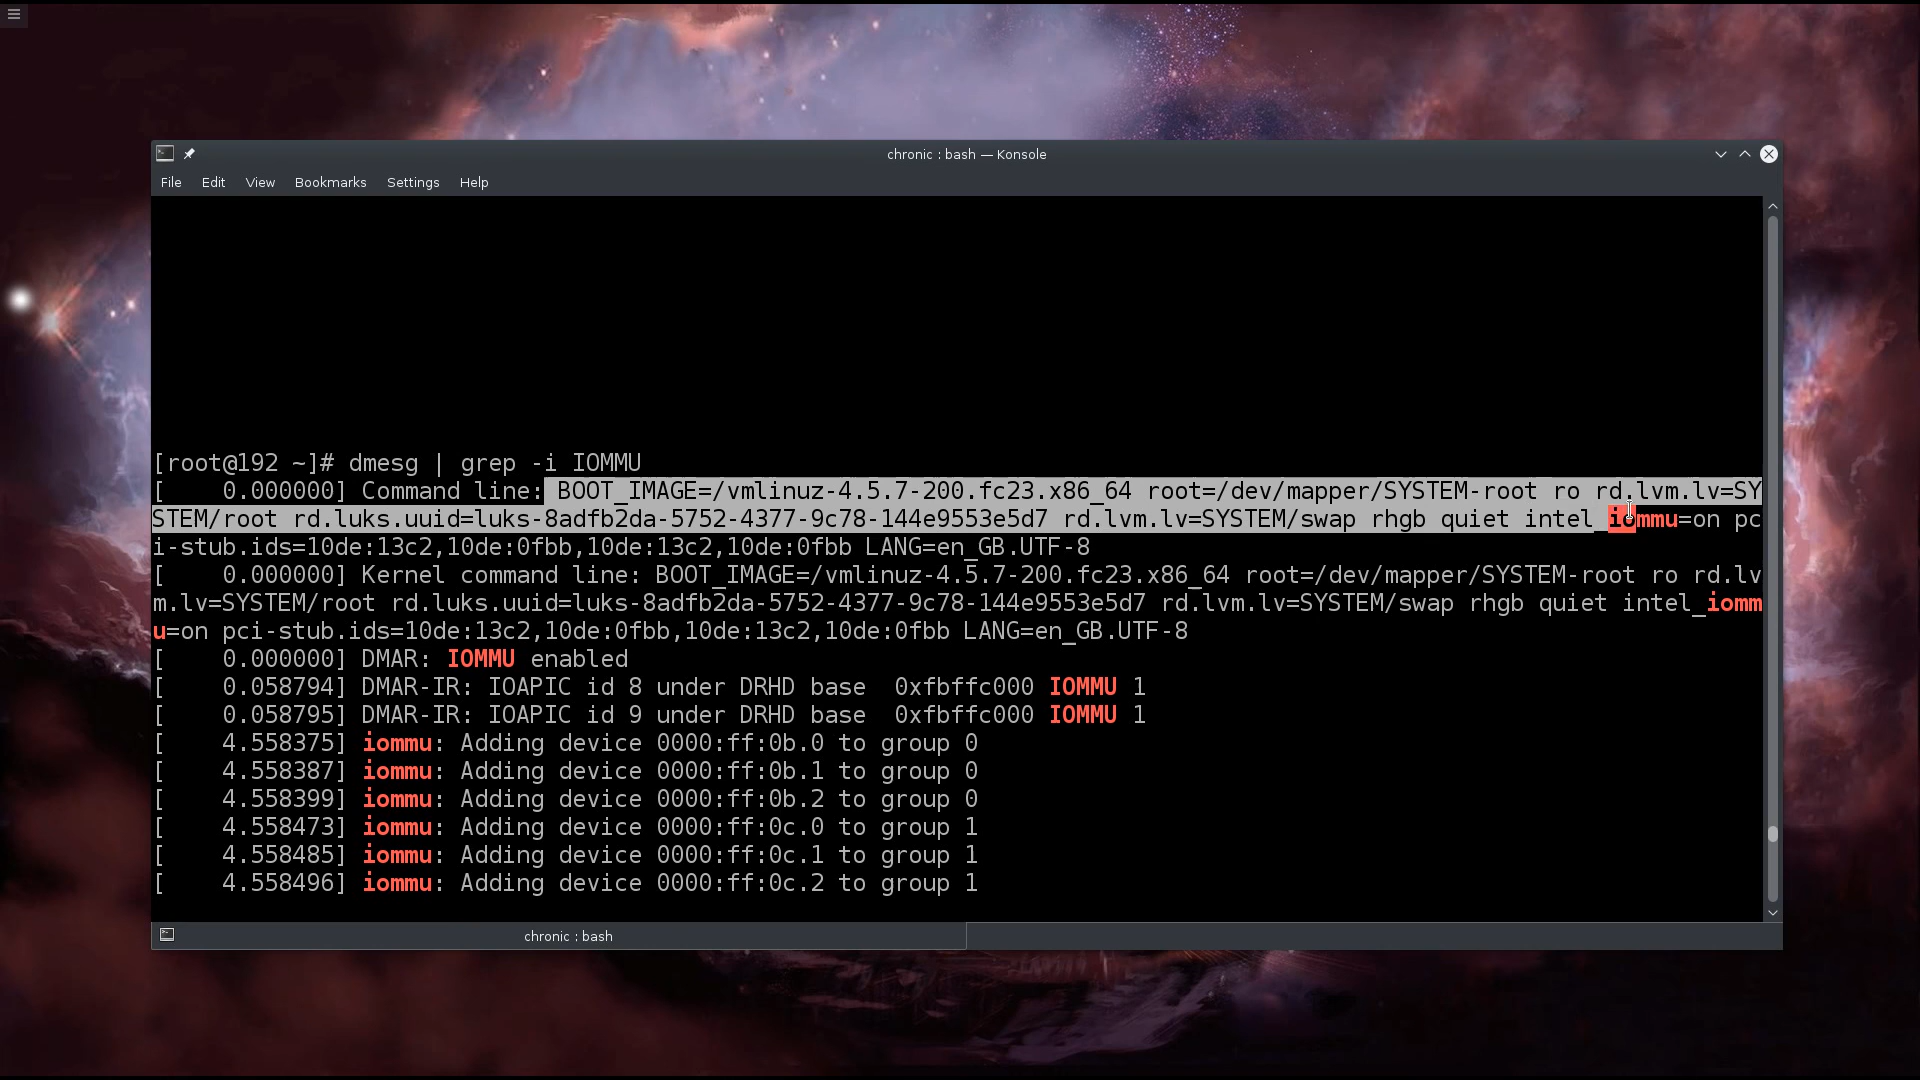 chronic : bash — Konsole
File Edit View Bookmarks Settings Help
[root@192 ~]# dmesg | grep -i IOMMU
[    0.000000] Command line: BOOT_IMAGE=/vmlinuz-4.5.7-200.fc23.x86_64 root=/dev/mapper/SYSTEM-root ro rd.lvm.lv=SY
STEM/root rd.luks.uuid=luks-8adfb2da-5752-4377-9c78-144e9553e5d7 rd.lvm.lv=SYSTEM/swap rhgb quiet intel_iommu=on pc
i-stub.ids=10de:13c2,10de:0fbb,10de:13c2,10de:0fbb LANG=en_GB.UTF-8
[    0.000000] Kernel command line: BOOT_IMAGE=/vmlinuz-4.5.7-200.fc23.x86_64 root=/dev/mapper/SYSTEM-root ro rd.lv
m.lv=SYSTEM/root rd.luks.uuid=luks-8adfb2da-5752-4377-9c78-144e9553e5d7 rd.lvm.lv=SYSTEM/swap rhgb quiet intel_iomm
u=on pci-stub.ids=10de:13c2,10de:0fbb,10de:13c2,10de:0fbb LANG=en_GB.UTF-8
[    0.000000] DMAR: IOMMU enabled
[    0.058794] DMAR-IR: IOAPIC id 8 under DRHD base  0xfbffc000 IOMMU 1
[    0.058795] DMAR-IR: IOAPIC id 9 under DRHD base  0xfbffc000 IOMMU 1
[    4.558375] iommu: Adding device 0000:ff:0b.0 to group 0
[    4.558387] iommu: Adding device 0000:ff:0b.1 to group 0
[    4.558399] iommu: Adding device 0000:ff:0b.2 to group 0
[    4.558473] iommu: Adding device 0000:ff:0c.0 to group 1
[    4.558485] iommu: Adding device 0000:ff:0c.1 to group 1
[    4.558496] iommu: Adding device 0000:ff:0c.2 to group 1
chronic : bash